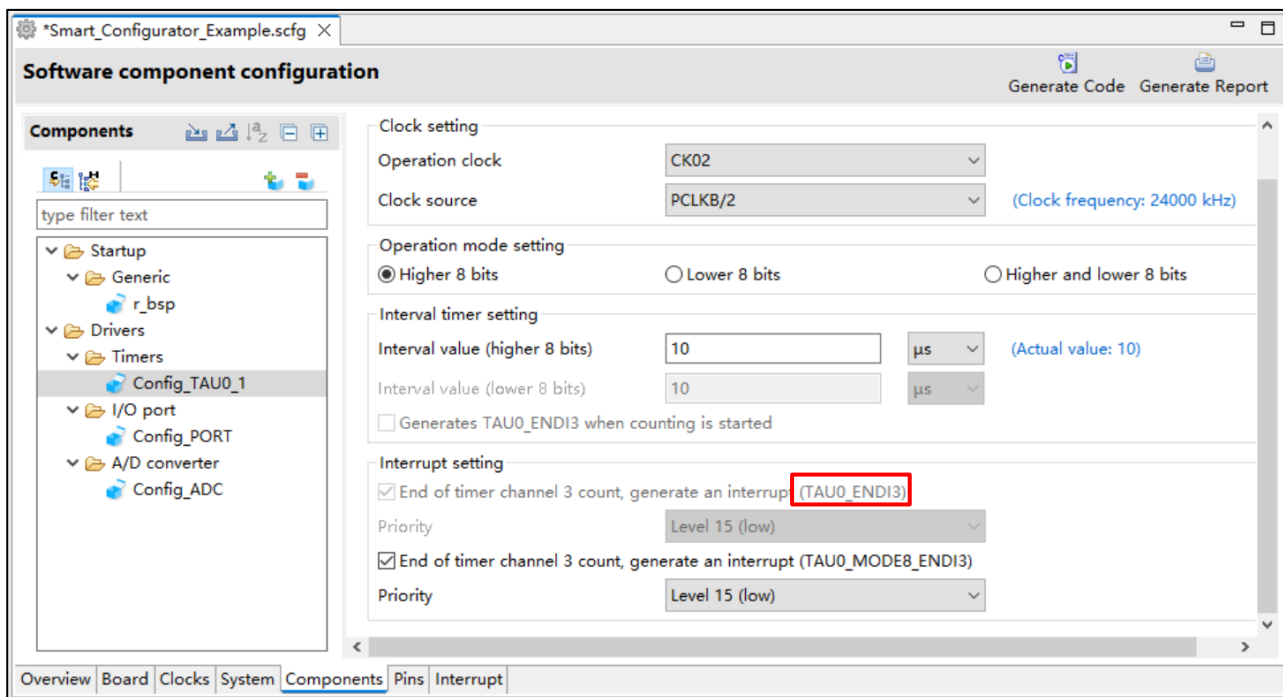 *Smart_Configurator_Example.scfg
Software component configuration
Generate Code Generate Report
Components
type filter text
Startup
Generic
r_bsp
Drivers
Timers
Config_TAU0_1
I/O port
Config_PORT
A/D converter
Config_ADC
Clock setting
Operation clock CK02
Clock source PCLKB/2 (Clock frequency: 24000 kHz)
Operation mode setting
Higher 8 bits Lower 8 bits Higher and lower 8 bits
Interval timer setting
Interval value (higher 8 bits) 10 µs (Actual value: 10)
Interval value (lower 8 bits) 10 µs
Generates TAU0_ENDI3 when counting is started
Interrupt setting
End of timer channel 3 count, generate an interrupt (TAU0_ENDI3)
Priority Level 15 (low)
End of timer channel 3 count, generate an interrupt (TAU0_MODE8_ENDI3)
Priority Level 15 (low)
Overview Board Clocks System Components Pins Interrupt